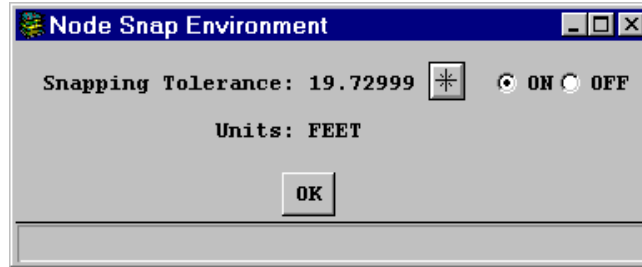 Node Snap Environment
Snapping Tolerance: 19.72999 ON OFF
Units: FEET
OK